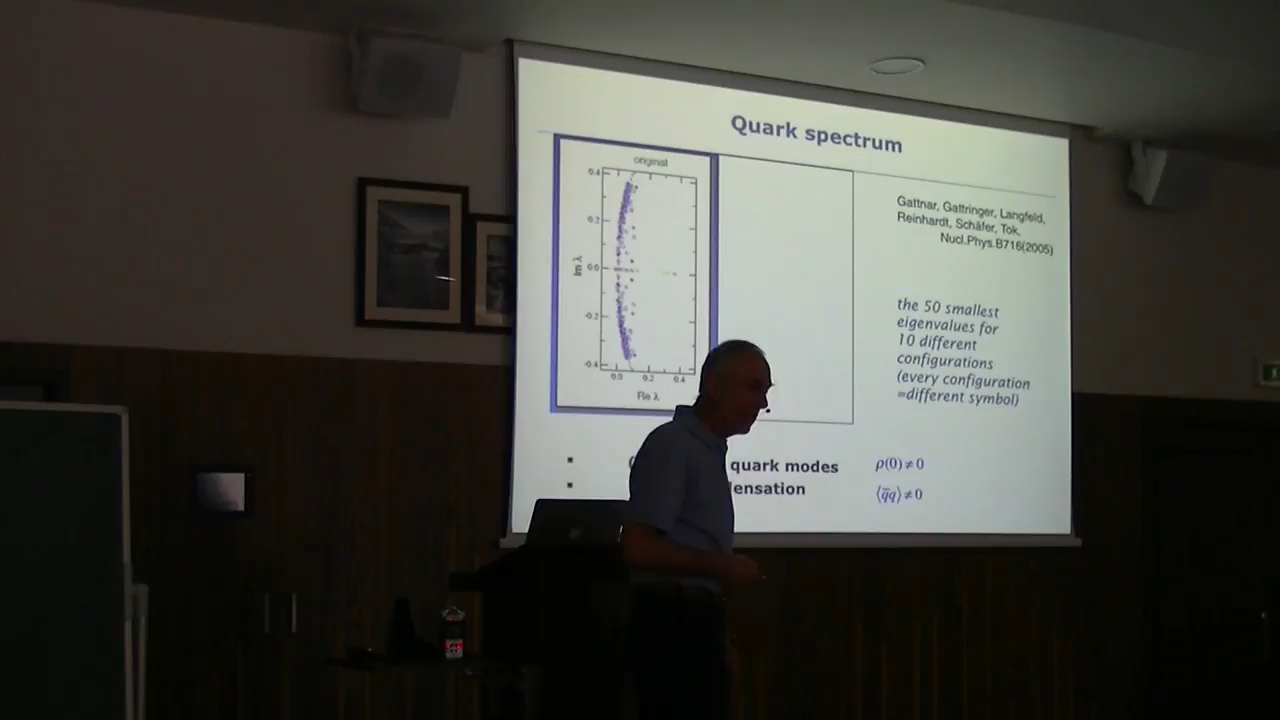 Quark spectrum
original
0.4
0.2
0.0
-0.2
-0.4
Im λ
0.0 0.2 0.4
Re λ
Gattnar, Gattringer, Langfeld,
Reinhardt, Schäfer, Tok,
Nucl.Phys.B716(2005)
the 50 smallest
eigenvalues for
10 different
configurations
(every configuration
=different symbol)
quark modes ρ(0)≠0
⟨q̅q⟩≠0